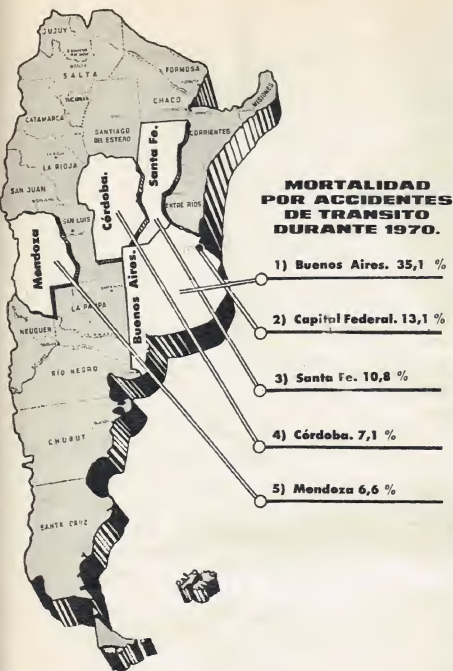 MORTALIDAD
POR ACCIDENTES
DE TRANSITO
DURANTE 1970.
1) Buenos Aires. 35,1 %
2) Capital Federal. 13,1 %
3) Santa Fe. 10,8 %
4) Córdoba. 7,1 %
5) Mendoza 6,6 %
JUJUY
SALTA
FORMOSA
CHACO
MISIONES
TUCUMAN
CATAMARCA
SANTIAGO
DEL ESTERO
CORRIENTES
Santa Fe.
LA RIOJA
Córdoba.
SAN JUAN
ENTRE RÍOS
SAN LUIS
Mendoza
Buenos Aires.
LA PAMPA
NEUQUEN
RÍO NEGRO
CHUBUT
SANTA CRUZ